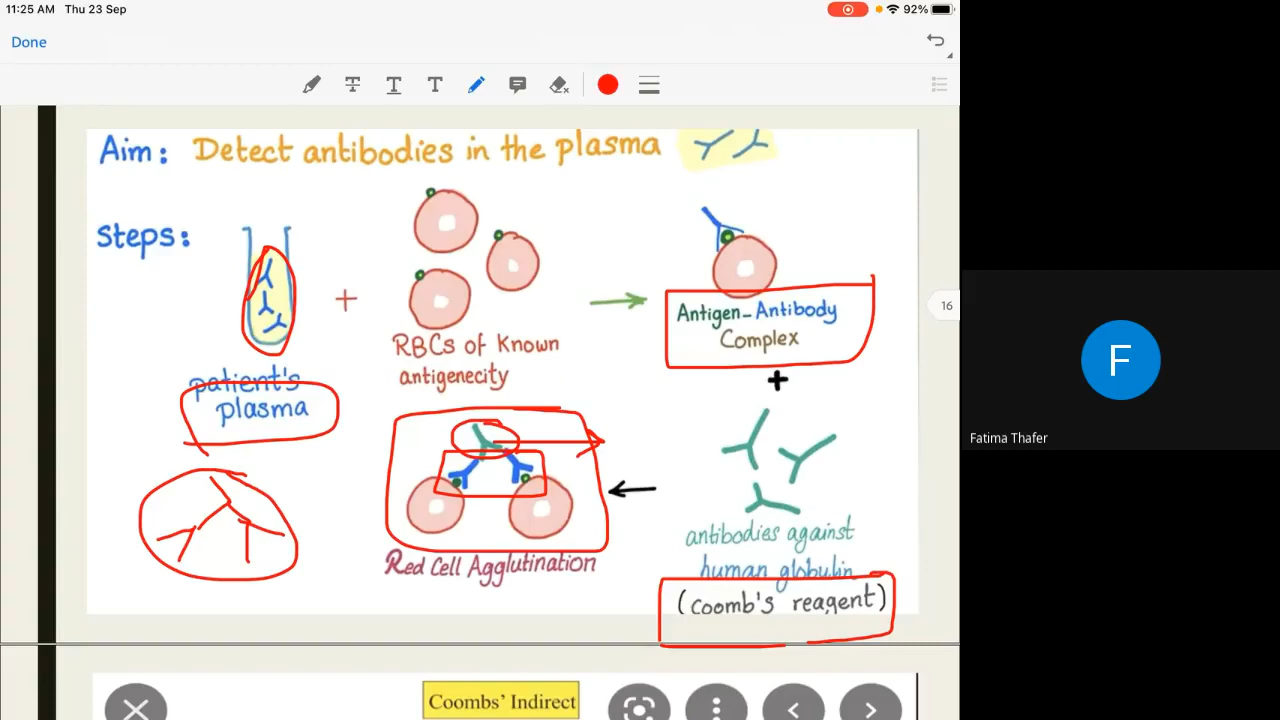 11:25 AM Thu 23 Sep
92%
Done
Aim: Detect antibodies in the plasma
Steps:
+
RBCs of Known
antigenecity
Antigen-Antibody
Complex
16
patient's
plasma
+
antibodies against
human globulin
(coomb's reagent)
Red Cell Agglutination
Coombs' Indirect
F
Fatima Thafer